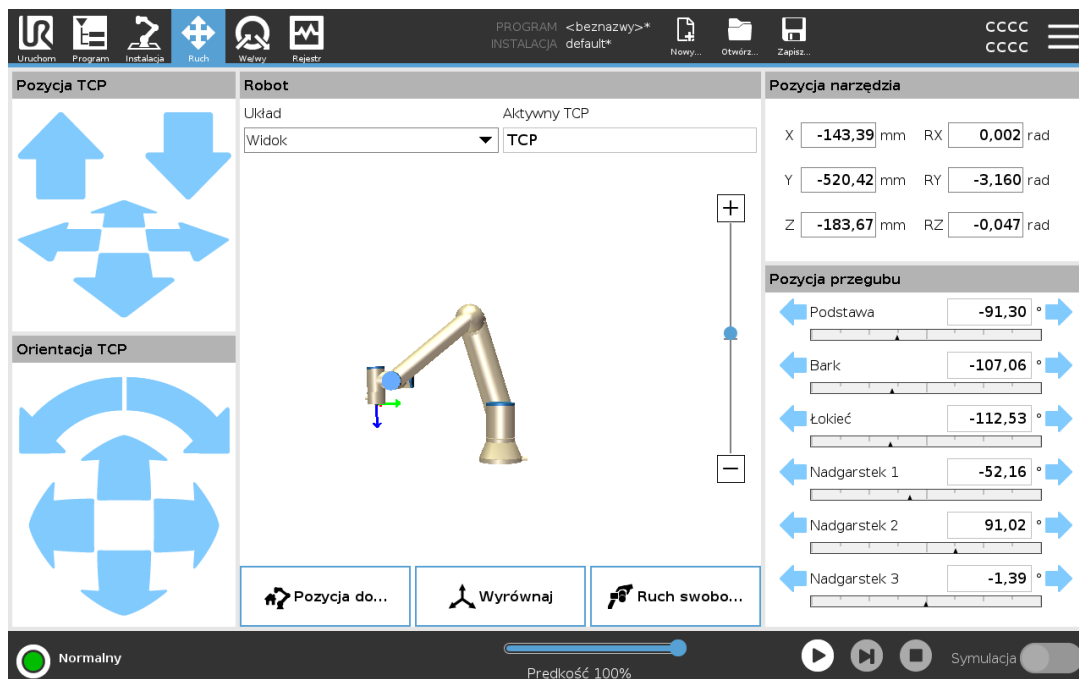 PROGRAM <beznazwy>*
INSTALACJA default*
CCCC
CCCC
Uruchom Program Instalacja Ruch We/wy Rejestr Nowy... Otwórz... Zapisz...
Pozycja TCP
Robot
Pozycja narzędzia
Układ
Aktywny TCP
Widok
TCP
X -143,39 mm RX 0,002 rad
Y -520,42 mm RY -3,160 rad
Z -183,67 mm RZ -0,047 rad
Pozycja przegubu
Podstawa -91,30 °
Orientacja TCP
Bark -107,06 °
Łokieć -112,53 °
Nadgarstek 1 -52,16 °
Nadgarstek 2 91,02 °
Nadgarstek 3 -1,39 °
Pozycja do...
Wyrównaj
Ruch swobo...
Normalny
Prędkość 100%
Symulacja